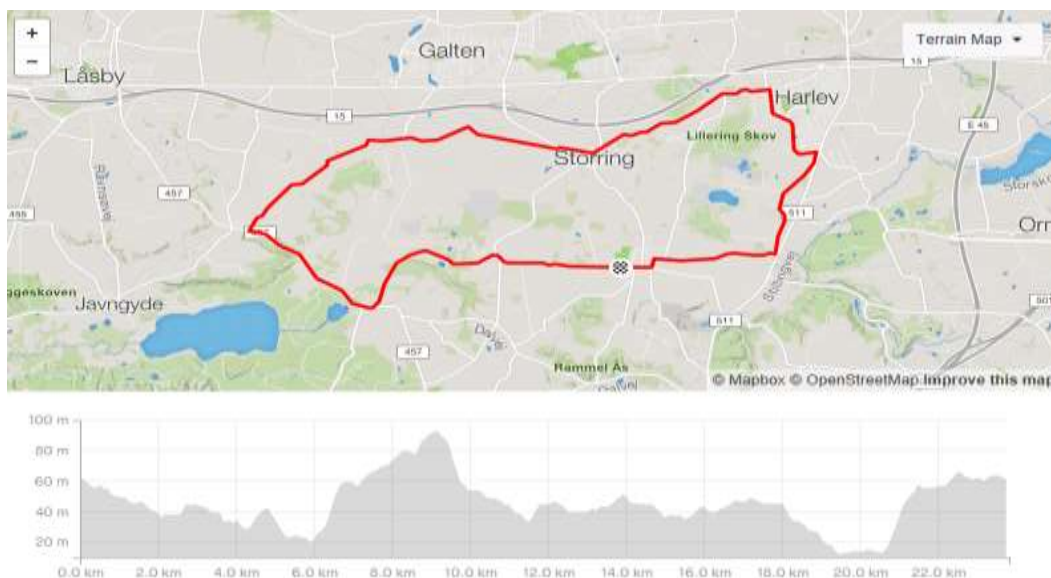 +
Galten
Terrain Map
−
Låsby
15
15
Harlev
E 45
Lillering Skov
Storring
457
Storsk
511
Orr
Javngyde
511
501
457
Rammel Ås
© Mapbox © OpenStreetMap Improve this map
100 m
80 m
60 m
40 m
20 m
0.0 km 2.0 km 4.0 km 6.0 km 8.0 km 10.0 km 12.0 km 14.0 km 16.0 km 18.0 km 20.0 km 22.0 km